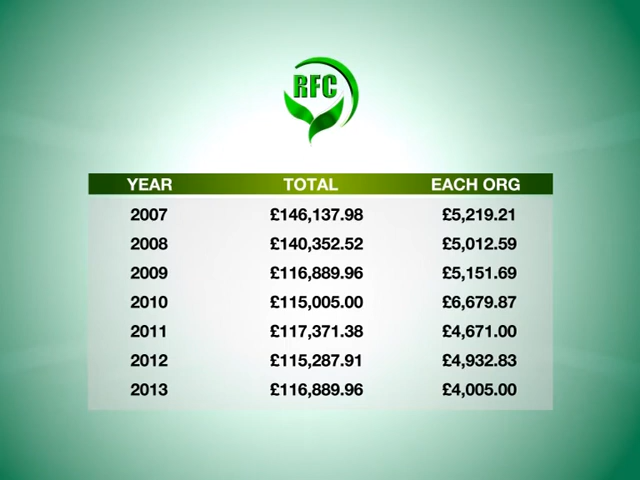 RFC
YEAR TOTAL EACH ORG
2007 £146,137.98 £5,219.21
2008 £140,352.52 £5,012.59
2009 £116,889.96 £5,151.69
2010 £115,005.00 £6,679.87
2011 £117,371.38 £4,671.00
2012 £115,287.91 £4,932.83
2013 £116,889.96 £4,005.00